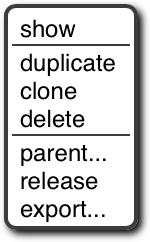 show
duplicate
clone
delete
parent...
release
export...